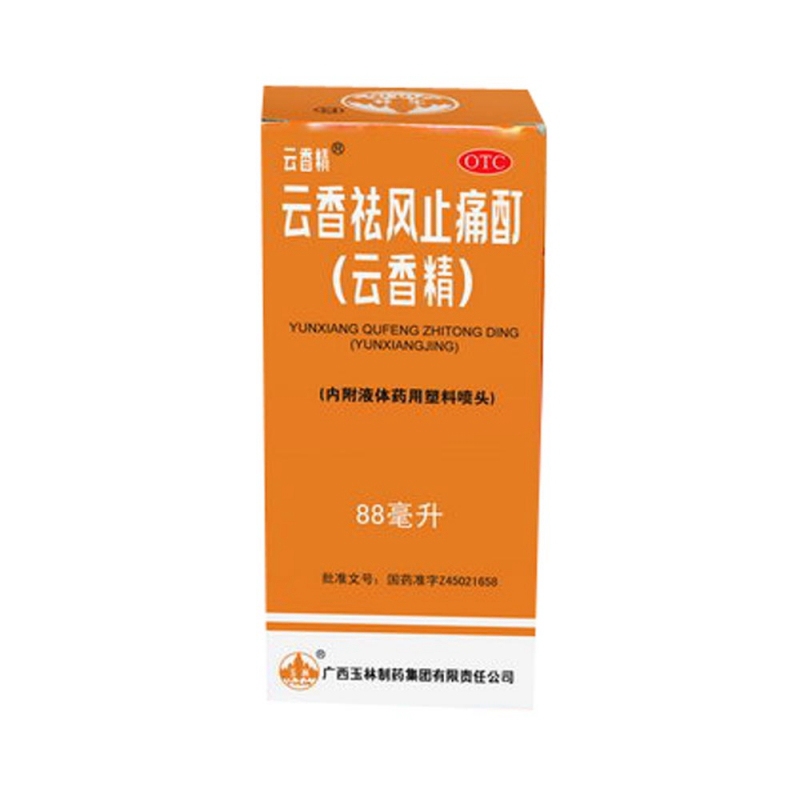 云香精®
OTC
云香祛风止痛酊
(云香精)
YUNXIANG QUFENG ZHITONG DING
(YUNXIANGJING)
(内附液体药用塑料喷头)
88毫升
批准文号：国药准字Z45021658
玉林
®
广西玉林制药集团有限责任公司